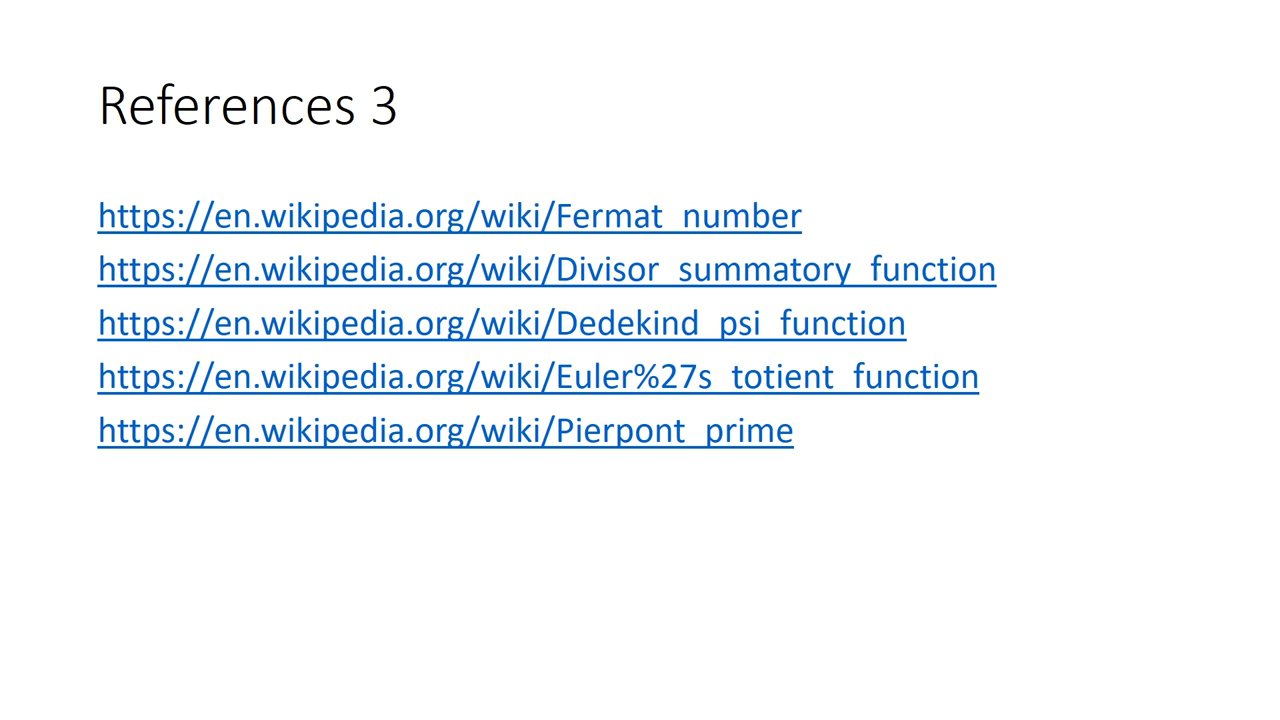 References 3
https://en.wikipedia.org/wiki/Fermat_number
https://en.wikipedia.org/wiki/Divisor_summatory_function
https://en.wikipedia.org/wiki/Dedekind_psi_function
https://en.wikipedia.org/wiki/Euler%27s_totient_function
https://en.wikipedia.org/wiki/Pierpont_prime